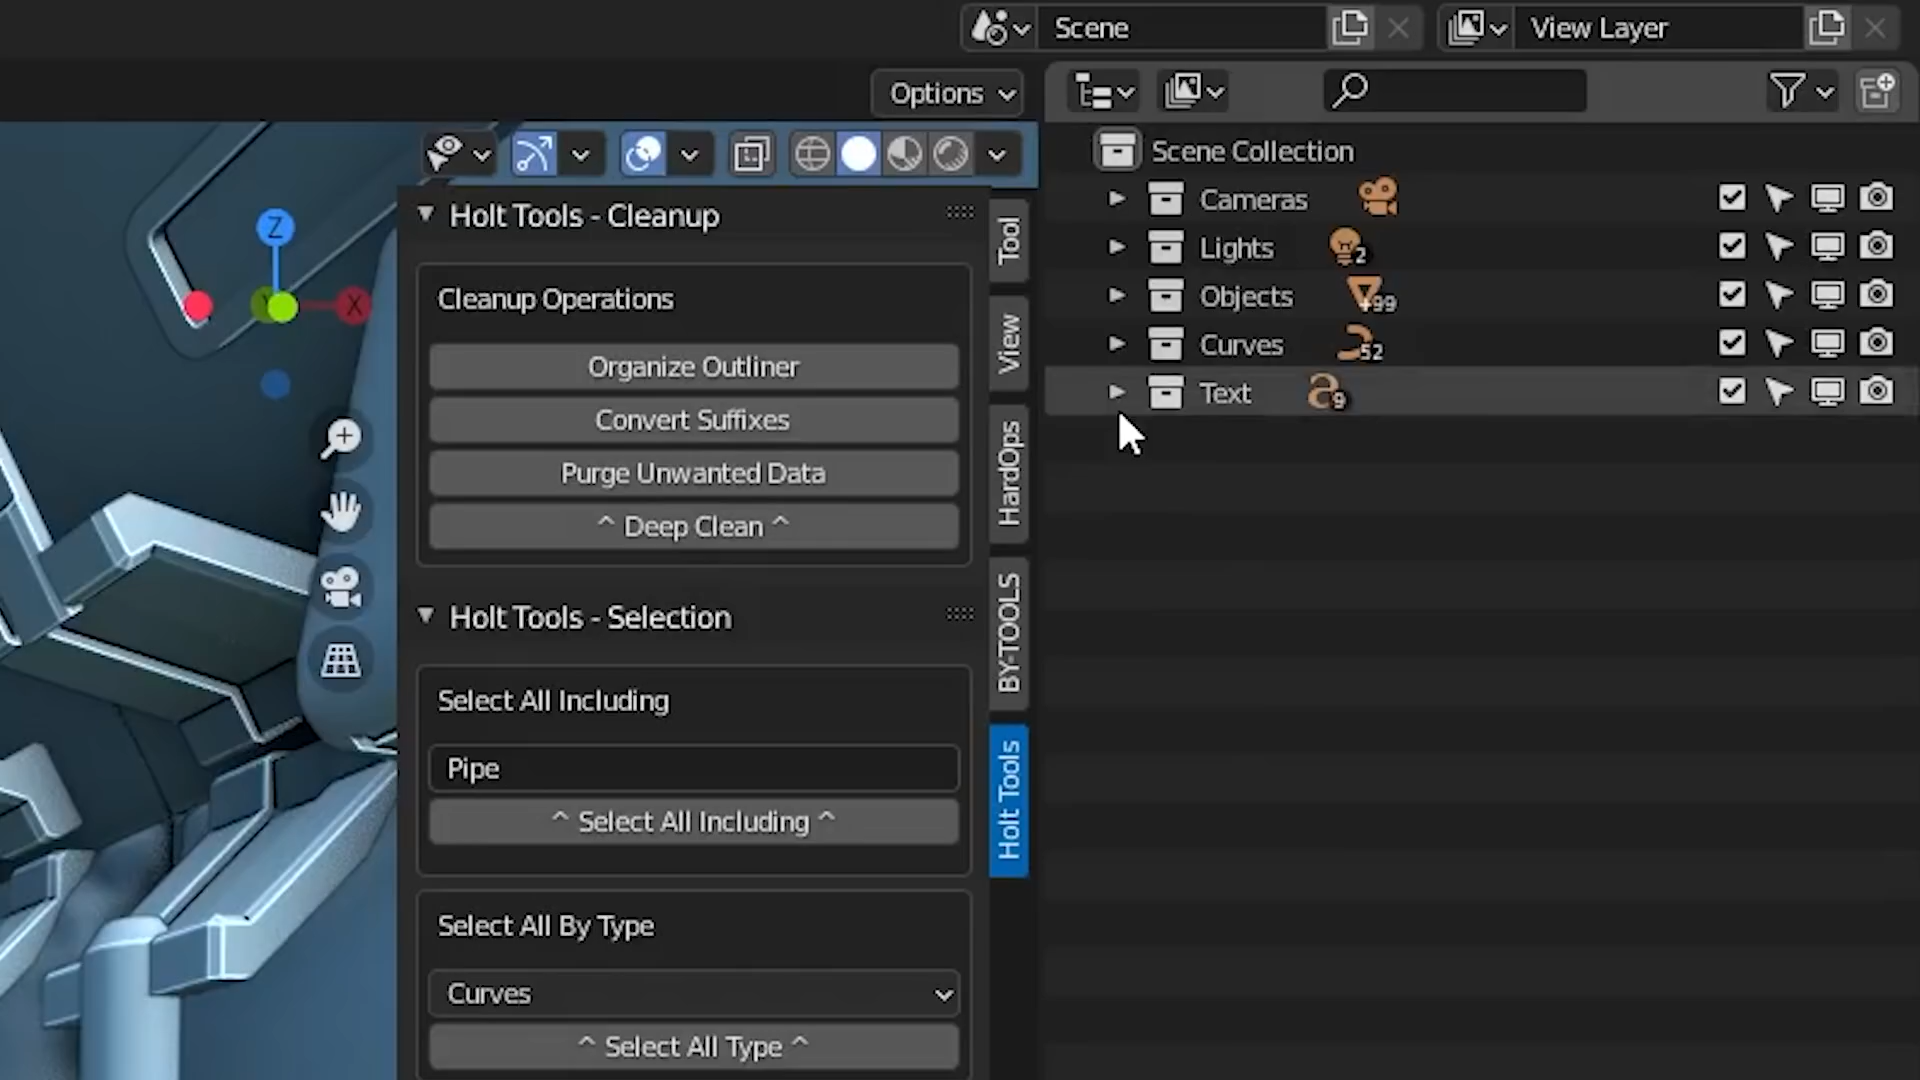 Scene
View Layer
Options
Holt Tools - Cleanup
Cleanup Operations
Organize Outliner
Convert Suffixes
Purge Unwanted Data
^ Deep Clean ^
Holt Tools - Selection
Select All Including
Pipe
^ Select All Including ^
Select All By Type
Curves
^ Select All Type ^
Tool
View
HardOps
BY-TOOLS
Holt Tools
Z
Y
X
Scene Collection
Cameras
Lights 2
Objects +99
Curves 52
Text 9